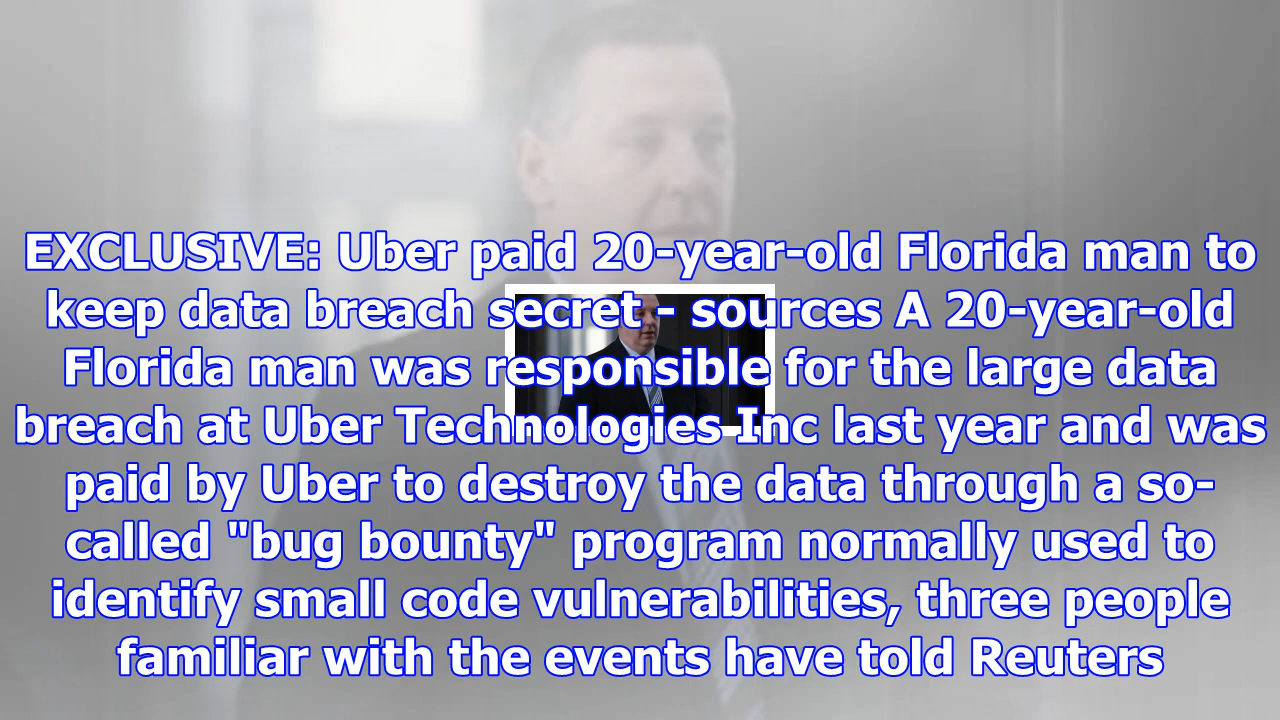 EXCLUSIVE: Uber paid 20-year-old Florida man to
keep data breach secret - sources A 20-year-old
Florida man was responsible for the large data
breach at Uber Technologies Inc last year and was
paid by Uber to destroy the data through a so-
called "bug bounty" program normally used to
identify small code vulnerabilities, three people
familiar with the events have told Reuters